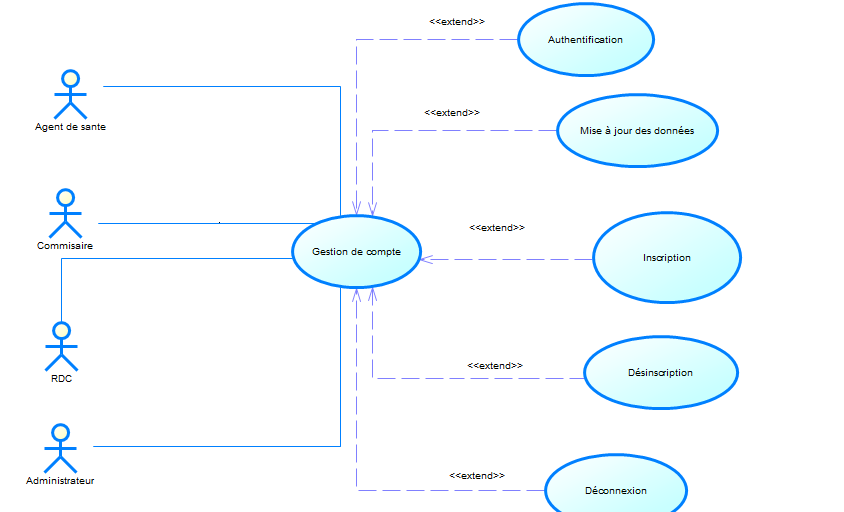 <<extend>>
Authentification
<<extend>>
Mise à jour des données
Agent de sante
<<extend>>
Commisaire
Gestion de compte
Inscription
<<extend>>
RDC
Désinscription
<<extend>>
Administrateur
Déconnexion